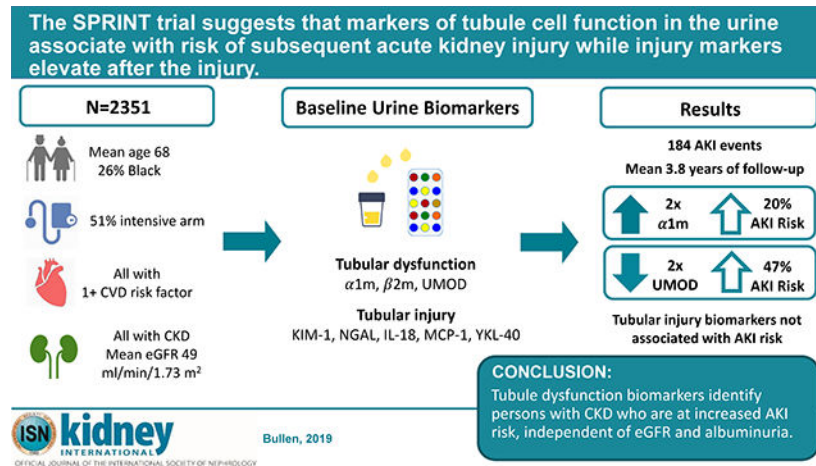 The SPRINT trial suggests that markers of tubule cell function in the urine
associate with risk of subsequent acute kidney injury while injury markers
elevate after the injury.
N=2351
Mean age 68
26% Black
51% intensive arm
All with
1+ CVD risk factor
All with CKD
Mean eGFR 49
ml/min/1.73 m²
Baseline Urine Biomarkers
Tubular dysfunction
α1m, β2m, UMOD
Tubular injury
KIM-1, NGAL, IL-18, MCP-1, YKL-40
Results
184 AKI events
Mean 3.8 years of follow-up
2x
α1m
20%
AKI Risk
2x
UMOD
47%
AKI Risk
Tubular injury biomarkers not
associated with AKI risk
CONCLUSION:
Tubule dysfunction biomarkers identify
persons with CKD who are at increased AKI
risk, independent of eGFR and albuminuria.
ISN
kidney
INTERNATIONAL
OFFICIAL JOURNAL OF THE INTERNATIONAL SOCIETY OF NEPHROLOGY
Bullen, 2019